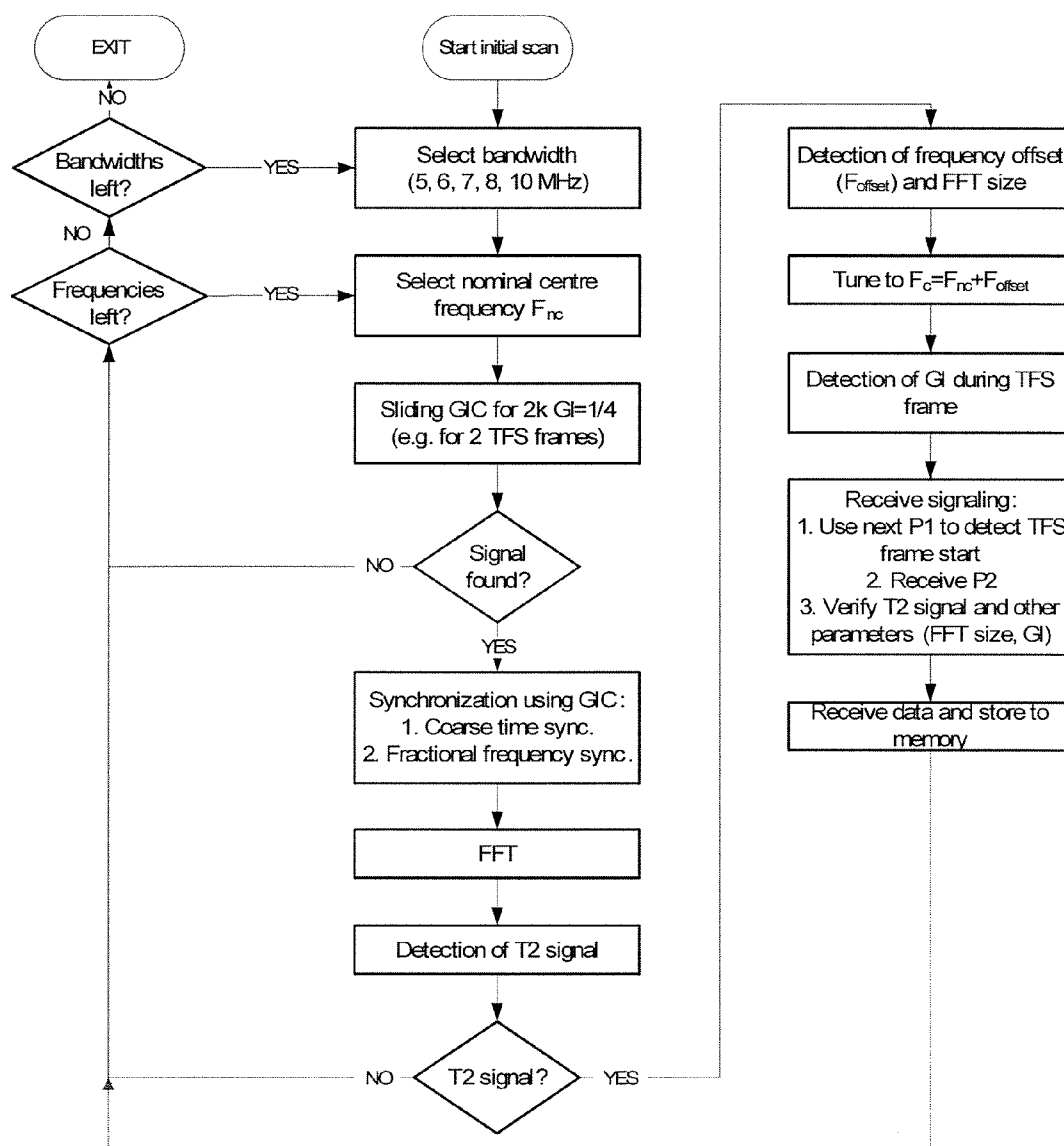 EXIT
Start initial scan
NO
Bandwidths
left?
YES
Select bandwidth
(5, 6, 7, 8, 10 MHz)
NO
Frequencies
left?
YES
Select nominal centre
frequency Fnc
Sliding GIC for 2k GI=1/4
(e.g. for 2 TFS frames)
NO
Signal
found?
YES
Synchronization using GIC:
1. Coarse time sync.
2. Fractional frequency sync.
FFT
Detection of T2 signal
NO
T2 signal?
YES
Detection of frequency offset
(Foffset) and FFT size
Tune to Fc=Fnc+Foffset
Detection of GI during TFS
frame
Receive signaling:
1. Use next P1 to detect TFS
frame start
2. Receive P2
3. Verify T2 signal and other
parameters (FFT size, GI)
Receive data and store to
memory